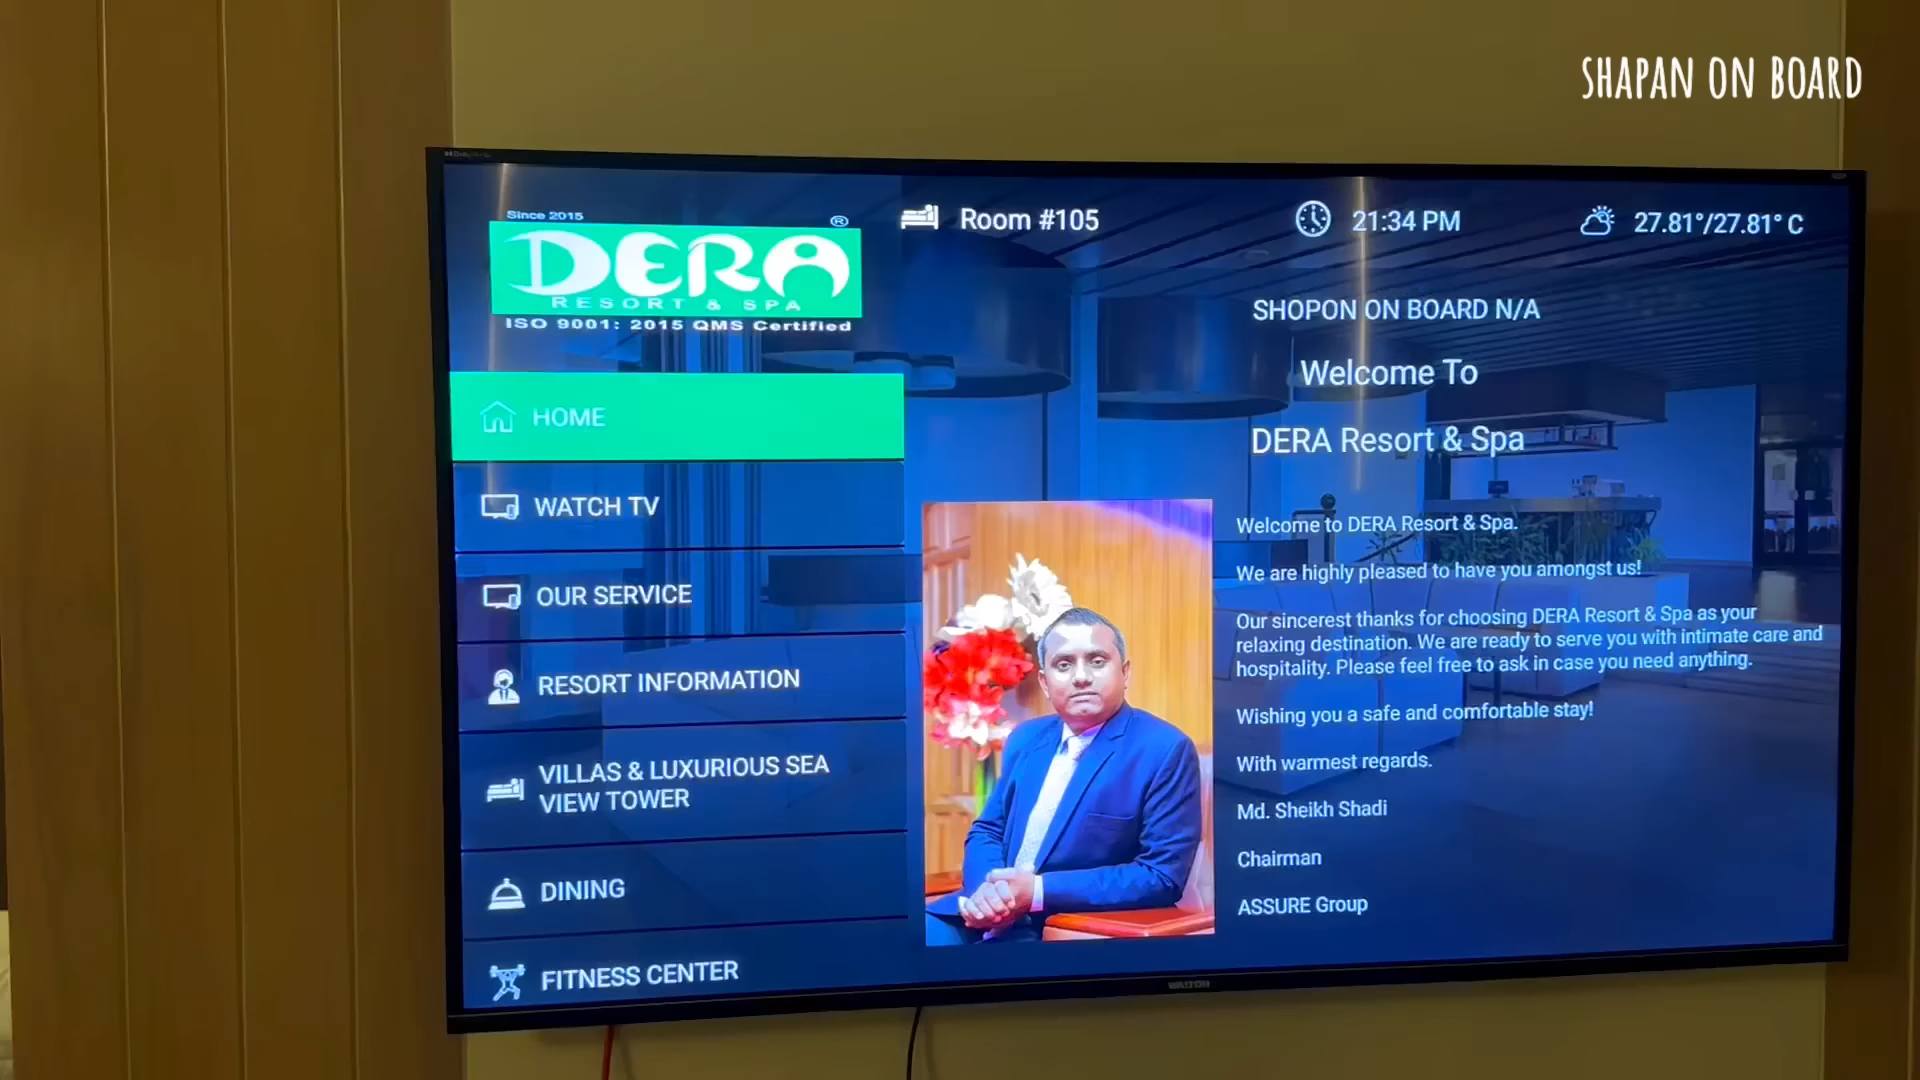 SHAPAN ON BOARD
Since 2015
®
DERA
RESORT & SPA
ISO 9001: 2015 QMS Certified
Room #105
21:34 PM
27.81°/27.81° C
HOME
WATCH TV
OUR SERVICE
RESORT INFORMATION
VILLAS & LUXURIOUS SEA
VIEW TOWER
DINING
FITNESS CENTER
SHOPON ON BOARD N/A
Welcome To
DERA Resort & Spa
Welcome to DERA Resort & Spa.
We are highly pleased to have you amongst us!
Our sincerest thanks for choosing DERA Resort & Spa as your
relaxing destination. We are ready to serve you with intimate care and
hospitality. Please feel free to ask in case you need anything.
Wishing you a safe and comfortable stay!
With warmest regards.
Md. Sheikh Shadi
Chairman
ASSURE Group
WALTON